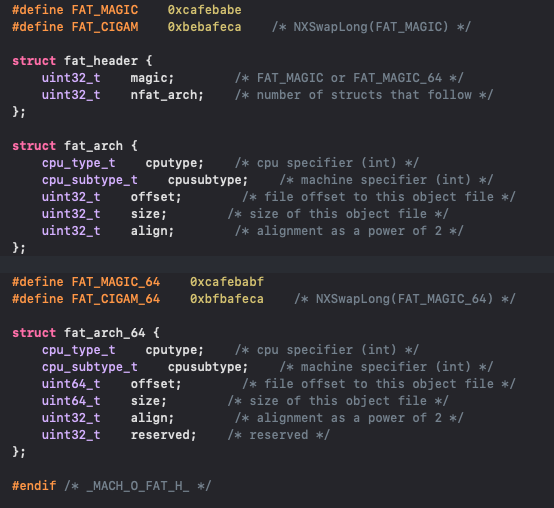 #define FAT_MAGIC    0xcafebabe
#define FAT_CIGAM    0xbebafeca    /* NXSwapLong(FAT_MAGIC) */
struct fat_header {
    uint32_t    magic;        /* FAT_MAGIC or FAT_MAGIC_64 */
    uint32_t    nfat_arch;    /* number of structs that follow */
};
struct fat_arch {
    cpu_type_t    cputype;    /* cpu specifier (int) */
    cpu_subtype_t    cpusubtype;    /* machine specifier (int) */
    uint32_t    offset;        /* file offset to this object file */
    uint32_t    size;        /* size of this object file */
    uint32_t    align;        /* alignment as a power of 2 */
};
#define FAT_MAGIC_64    0xcafebabf
#define FAT_CIGAM_64    0xbfbafeca    /* NXSwapLong(FAT_MAGIC_64) */
struct fat_arch_64 {
    cpu_type_t    cputype;    /* cpu specifier (int) */
    cpu_subtype_t    cpusubtype;    /* machine specifier (int) */
    uint64_t    offset;        /* file offset to this object file */
    uint64_t    size;        /* size of this object file */
    uint32_t    align;        /* alignment as a power of 2 */
    uint32_t    reserved;    /* reserved */
};
#endif /* _MACH_O_FAT_H_ */